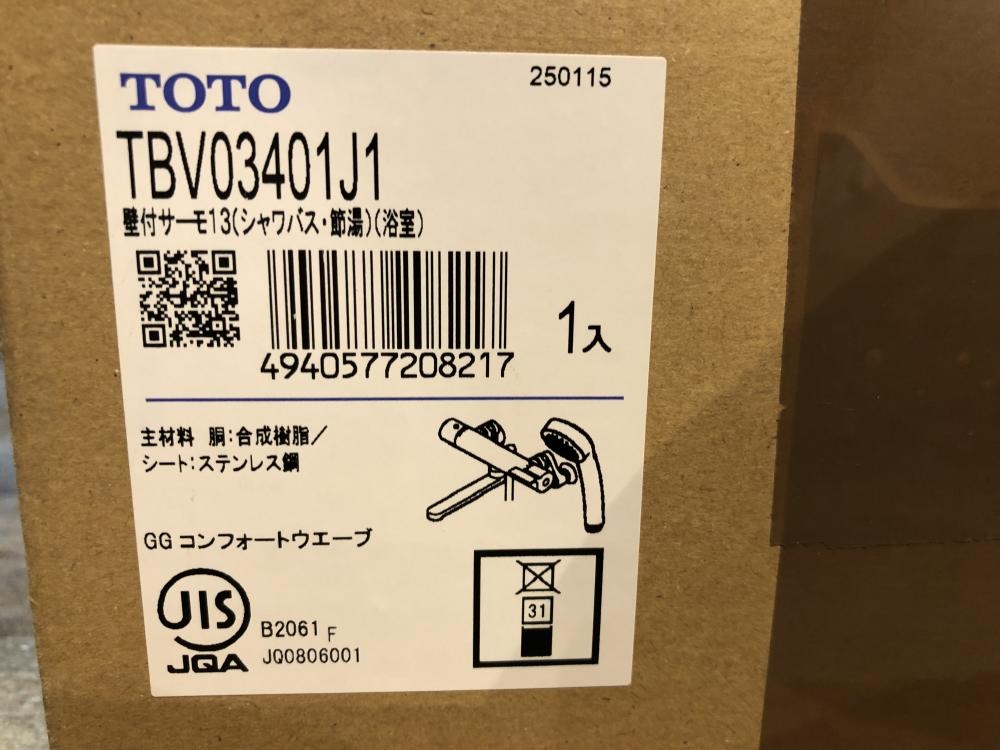 TOTO
250115
TBV03401J1
壁付サーモ13(シャワバス・節湯)(浴室)
4940577208217
1入
主材料 胴:合成樹脂/
シート:ステンレス鋼
GG コンフォートウエーブ
JIS
JQA
B2061 F
JQ0806001
31